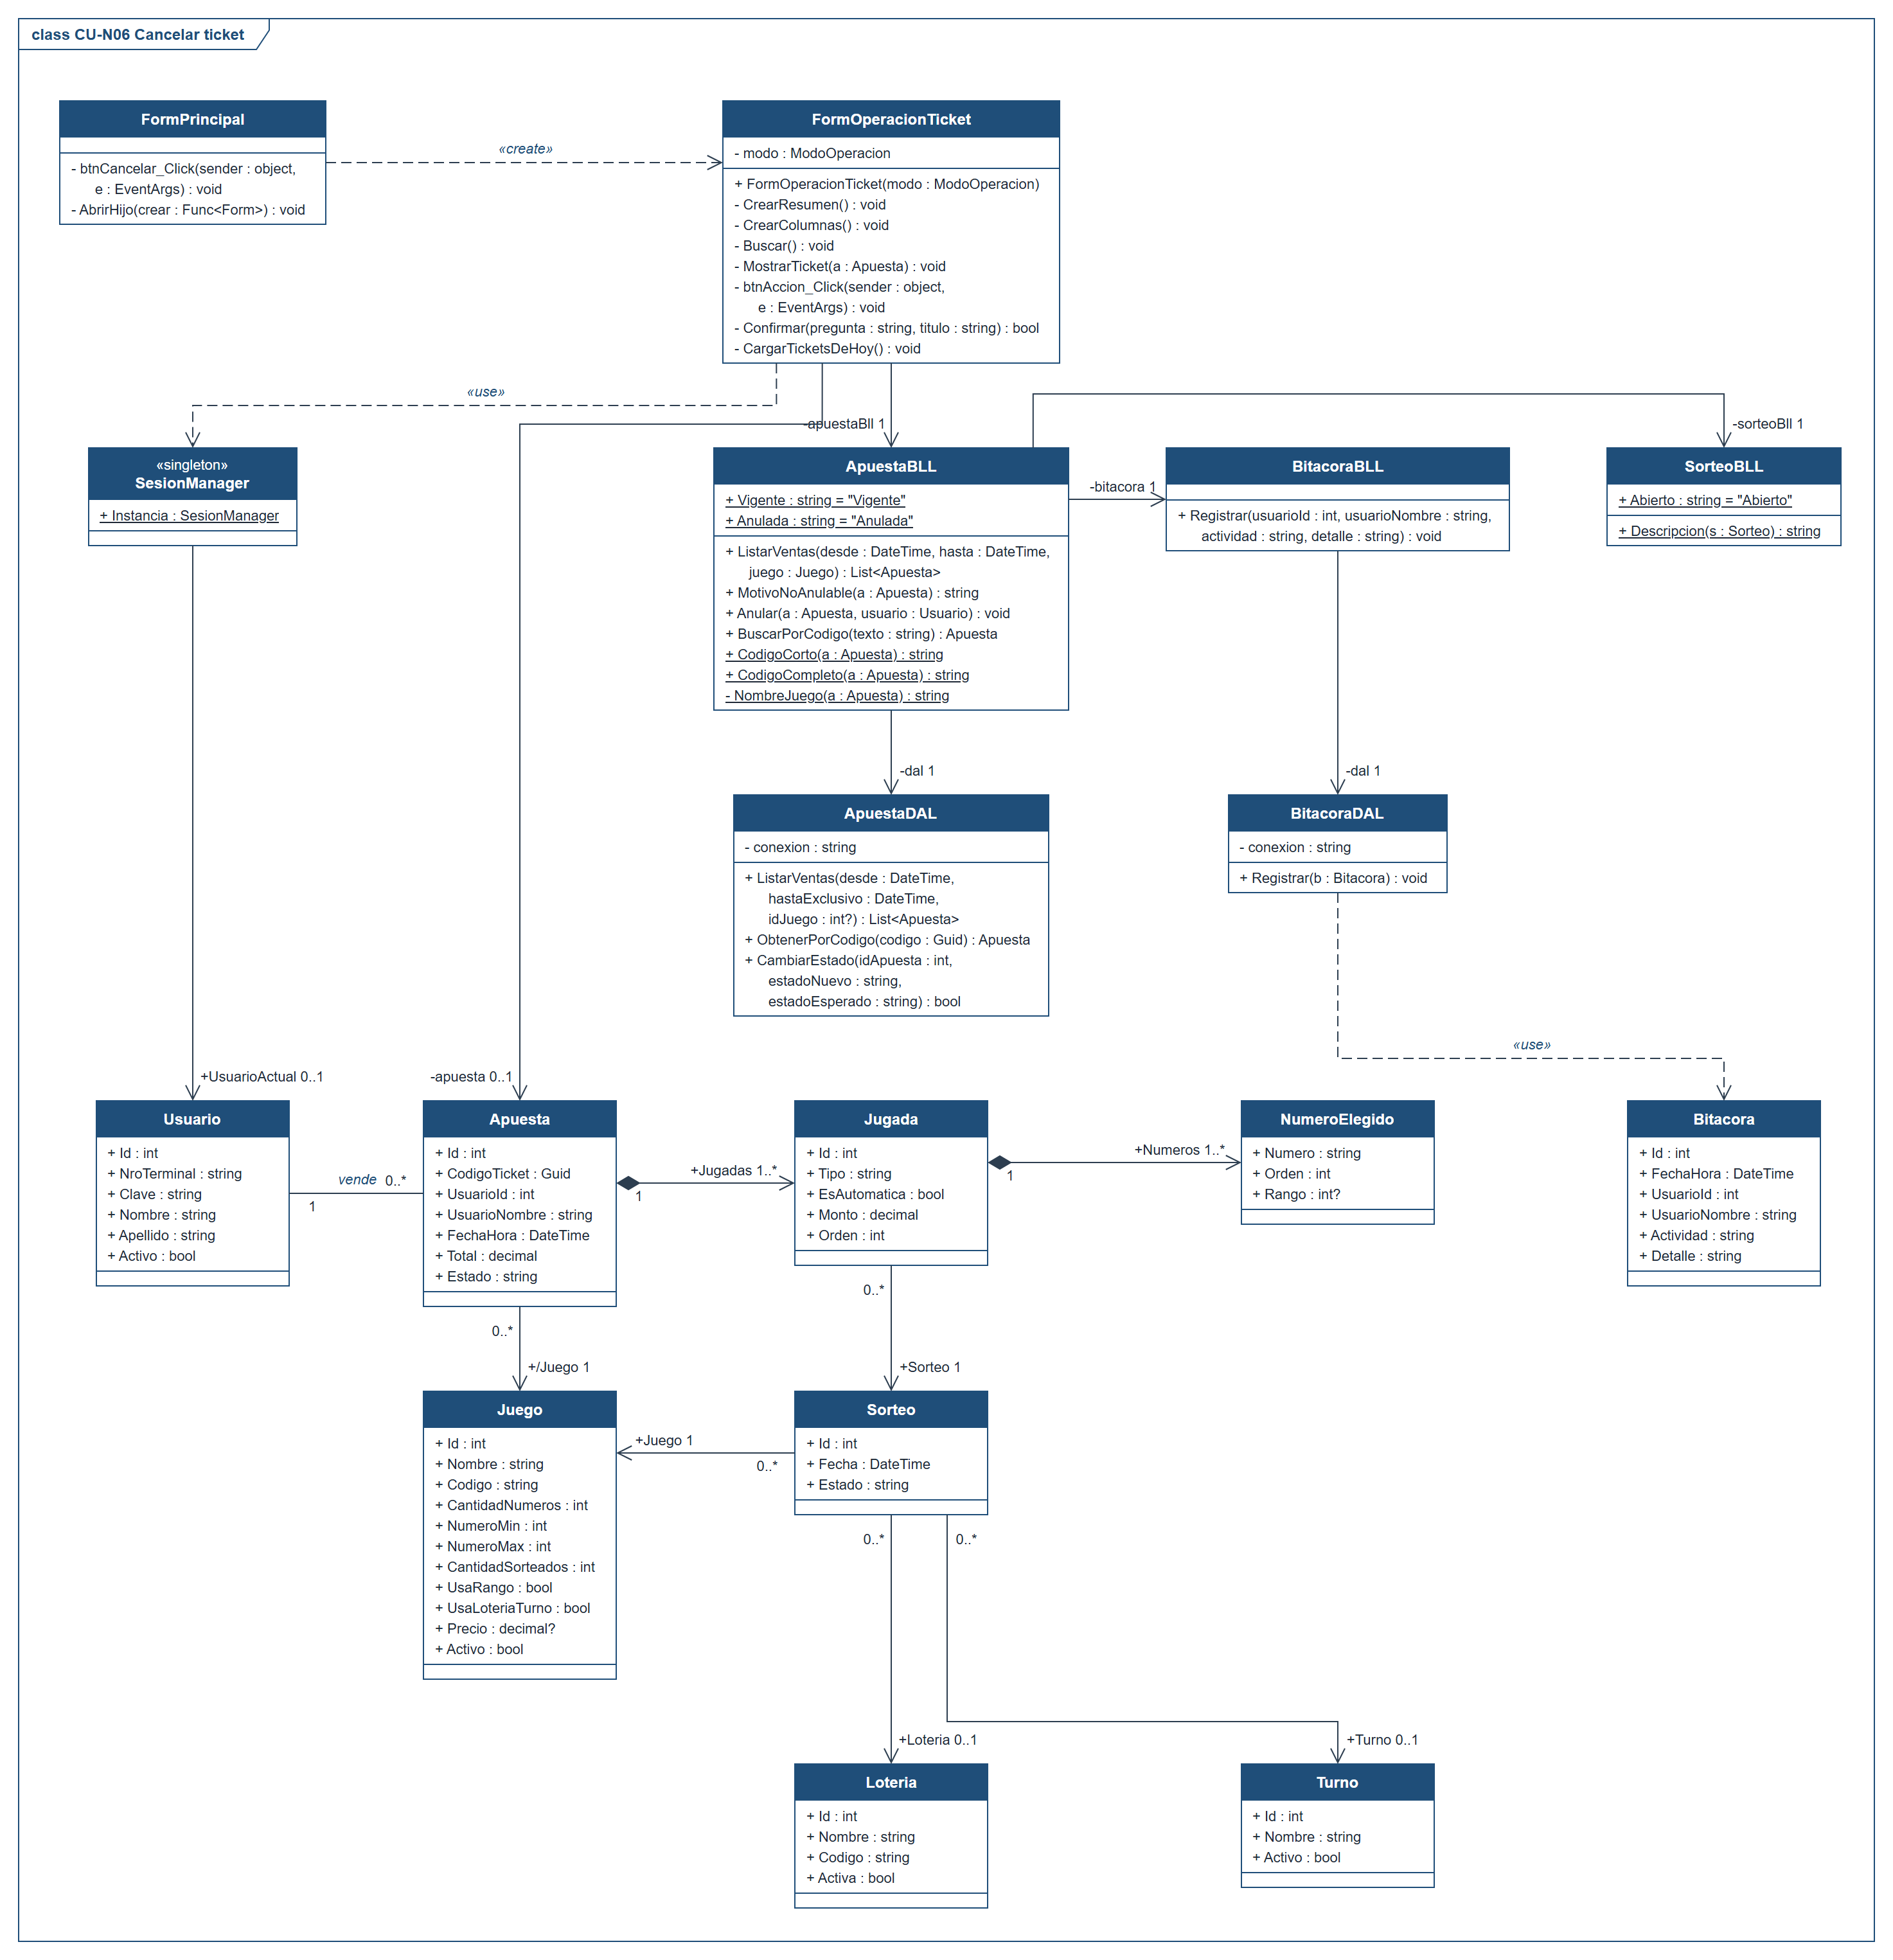 class CU-N06 Cancelar ticket
FormPrincipal
- btnCancelar_Click(sender : object,
e : EventArgs) : void
- AbrirHijo(crear : Func<Form>) : void
«create»
FormOperacionTicket
- modo : ModoOperacion
+ FormOperacionTicket(modo : ModoOperacion)
- CrearResumen() : void
- CrearColumnas() : void
- Buscar() : void
- MostrarTicket(a : Apuesta) : void
- btnAccion_Click(sender : object,
e : EventArgs) : void
- Confirmar(pregunta : string, titulo : string) : bool
- CargarTicketsDeHoy() : void
«use»
-apuestaBll 1
-sorteoBll 1
«singleton»
SesionManager
+ Instancia : SesionManager
ApuestaBLL
+ Vigente : string = "Vigente"
+ Anulada : string = "Anulada"
+ ListarVentas(desde : DateTime, hasta : DateTime,
juego : Juego) : List<Apuesta>
+ MotivoNoAnulable(a : Apuesta) : string
+ Anular(a : Apuesta, usuario : Usuario) : void
+ BuscarPorCodigo(texto : string) : Apuesta
+ CodigoCorto(a : Apuesta) : string
+ CodigoCompleto(a : Apuesta) : string
- NombreJuego(a : Apuesta) : string
-bitacora 1
BitacoraBLL
+ Registrar(usuarioId : int, usuarioNombre : string,
actividad : string, detalle : string) : void
SorteoBLL
+ Abierto : string = "Abierto"
+ Descripcion(s : Sorteo) : string
-dal 1
-dal 1
ApuestaDAL
- conexion : string
+ ListarVentas(desde : DateTime,
hastaExclusivo : DateTime,
idJuego : int?) : List<Apuesta>
+ ObtenerPorCodigo(codigo : Guid) : Apuesta
+ CambiarEstado(idApuesta : int,
estadoNuevo : string,
estadoEsperado : string) : bool
BitacoraDAL
- conexion : string
+ Registrar(b : Bitacora) : void
«use»
+UsuarioActual 0..1
-apuesta 0..1
Usuario
+ Id : int
+ NroTerminal : string
+ Clave : string
+ Nombre : string
+ Apellido : string
+ Activo : bool
vende 0..*
1
Apuesta
+ Id : int
+ CodigoTicket : Guid
+ UsuarioId : int
+ UsuarioNombre : string
+ FechaHora : DateTime
+ Total : decimal
+ Estado : string
+Jugadas 1..*
1
Jugada
+ Id : int
+ Tipo : string
+ EsAutomatica : bool
+ Monto : decimal
+ Orden : int
+Numeros 1..*
1
NumeroElegido
+ Numero : string
+ Orden : int
+ Rango : int?
Bitacora
+ Id : int
+ FechaHora : DateTime
+ UsuarioId : int
+ UsuarioNombre : string
+ Actividad : string
+ Detalle : string
0..*
+/Juego 1
0..*
+Sorteo 1
Juego
+ Id : int
+ Nombre : string
+ Codigo : string
+ CantidadNumeros : int
+ NumeroMin : int
+ NumeroMax : int
+ CantidadSorteados : int
+ UsaRango : bool
+ UsaLoteriaTurno : bool
+ Precio : decimal?
+ Activo : bool
+Juego 1
0..*
Sorteo
+ Id : int
+ Fecha : DateTime
+ Estado : string
0..*
0..*
+Loteria 0..1
+Turno 0..1
Loteria
+ Id : int
+ Nombre : string
+ Codigo : string
+ Activa : bool
Turno
+ Id : int
+ Nombre : string
+ Activo : bool